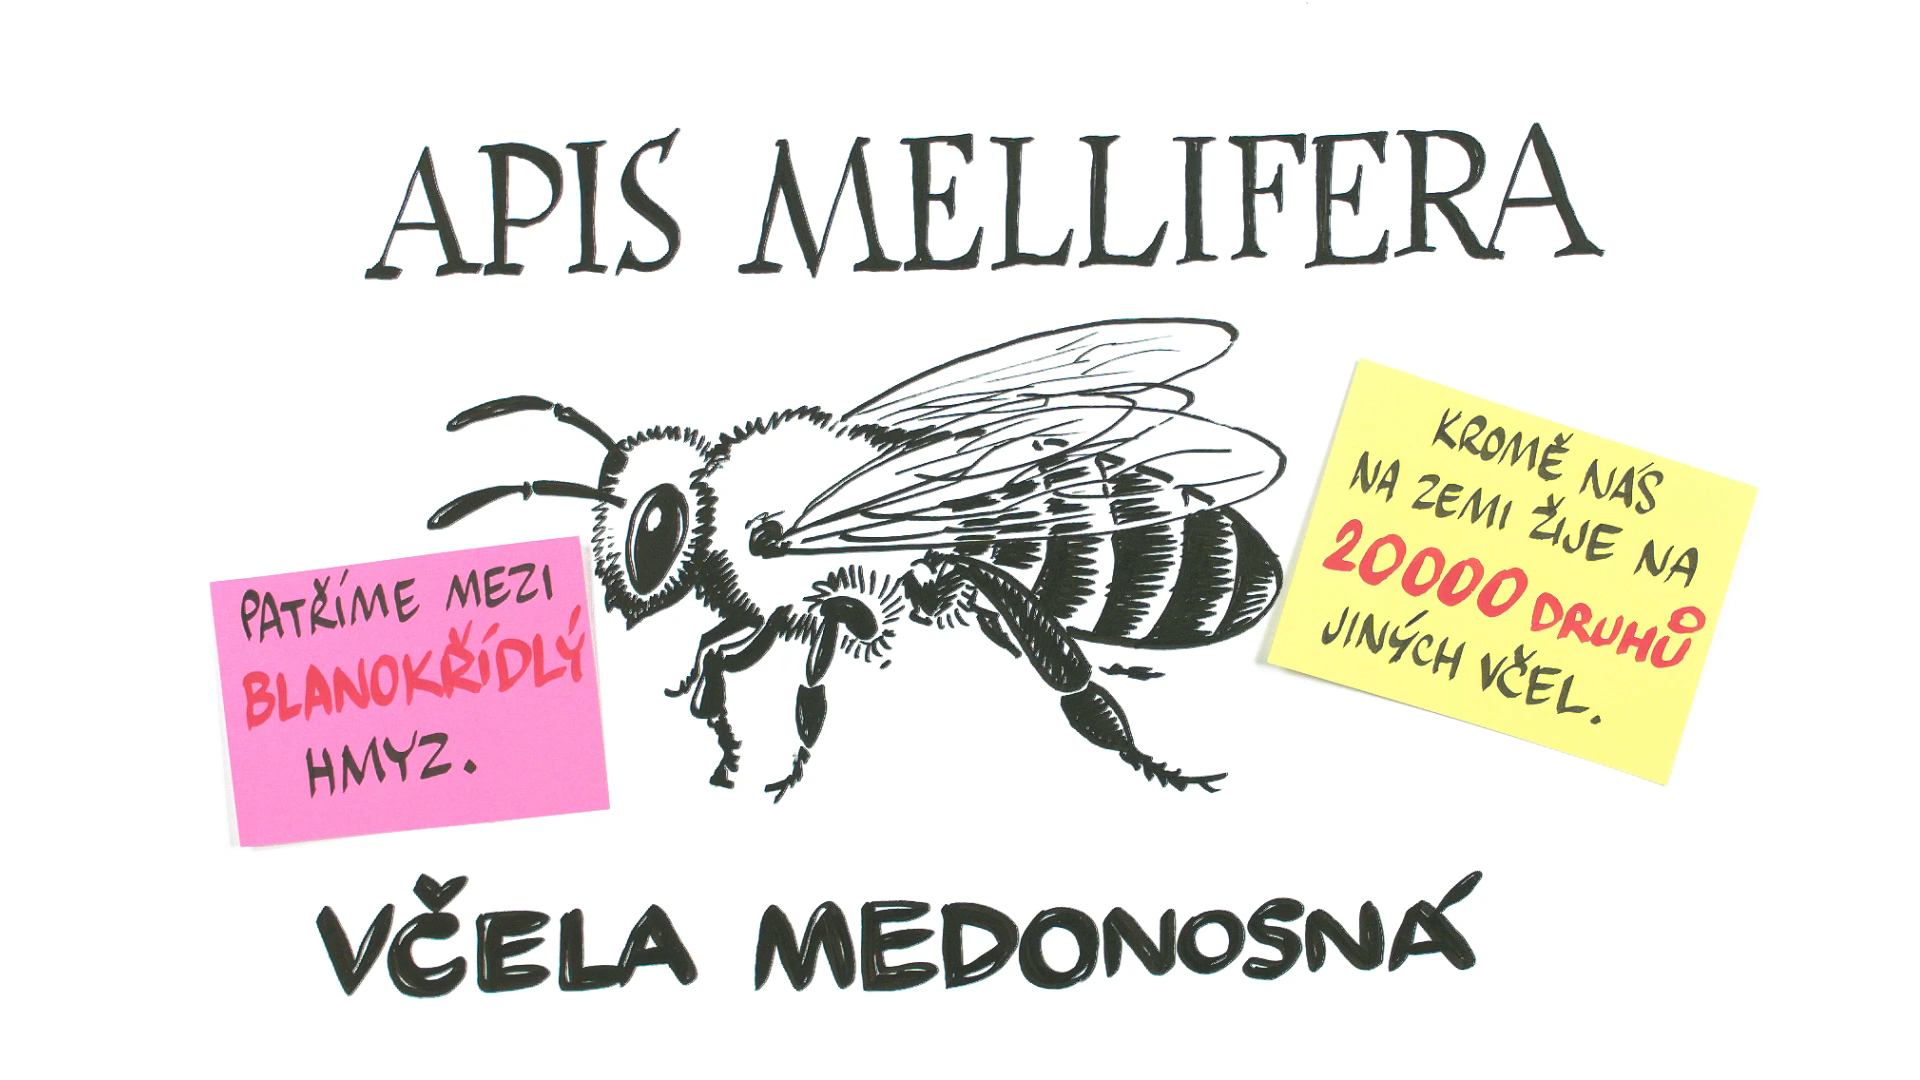 APIS MELLIFERA
PATŘÍME MEZI
BLANOKŘÍDLÝ
HMYZ.
KROMĚ NÁS
NA ZEMI ŽIJE NA
20000 DRUHŮ
JINÝCH VČEL.
VČELA MEDONOSNÁ